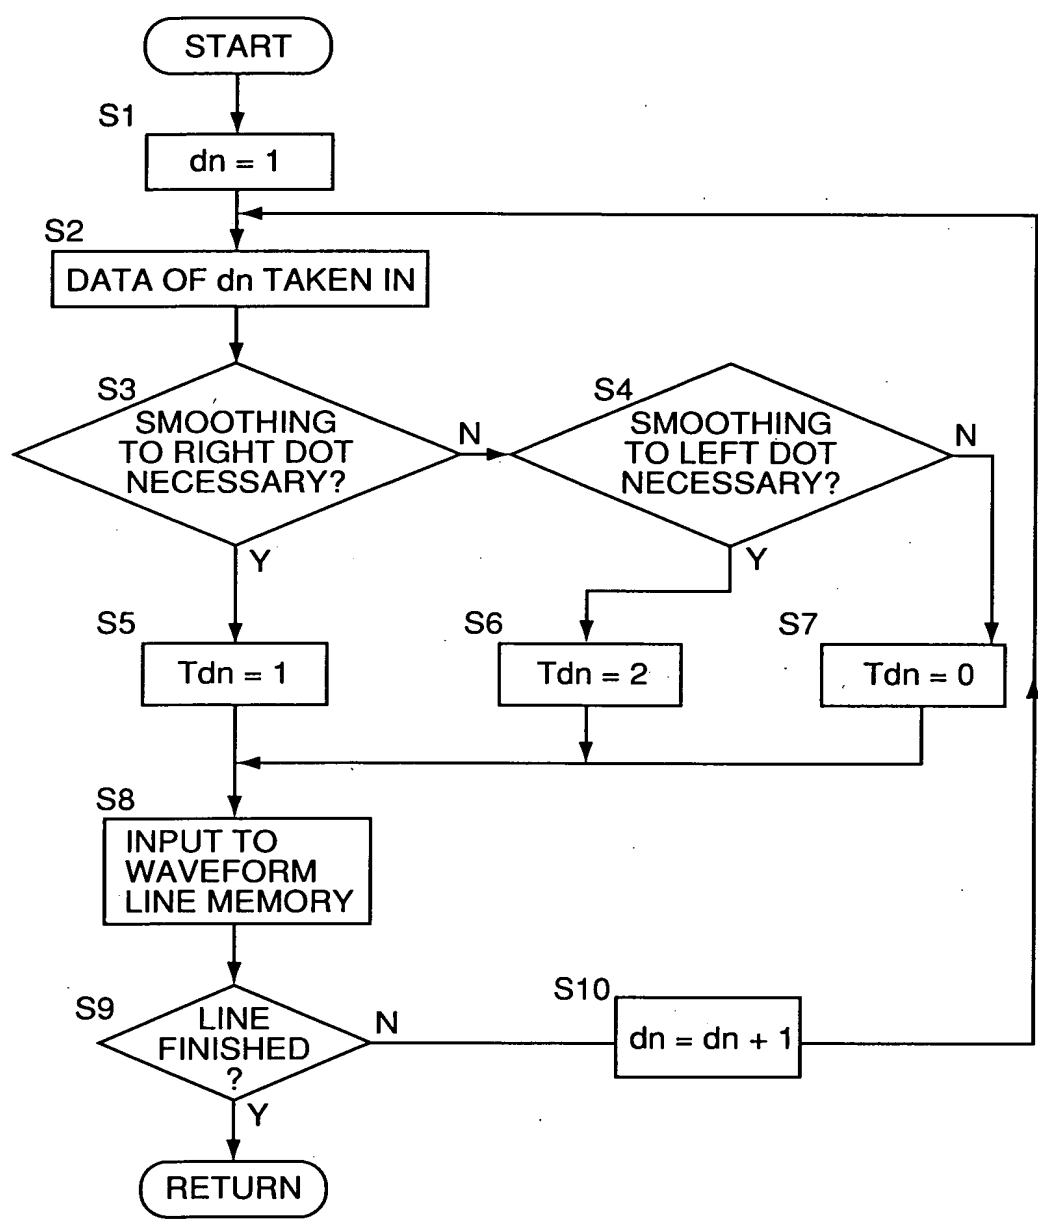 START
S1
dn = 1
S2
DATA OF dn TAKEN IN
S3
SMOOTHING
TO RIGHT DOT
NECESSARY?
N
Y
S4
SMOOTHING
TO LEFT DOT
NECESSARY?
N
Y
S5
Tdn = 1
S6
Tdn = 2
S7
Tdn = 0
S8
INPUT TO
WAVEFORM
LINE MEMORY
S9
LINE
FINISHED
?
N
Y
S10
dn = dn + 1
RETURN